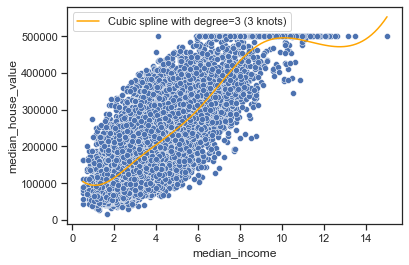 Cubic spline with degree=3 (3 knots)
500000
400000
300000
200000
100000
0
median_house_value
0 2 4 6 8 10 12 14
median_income